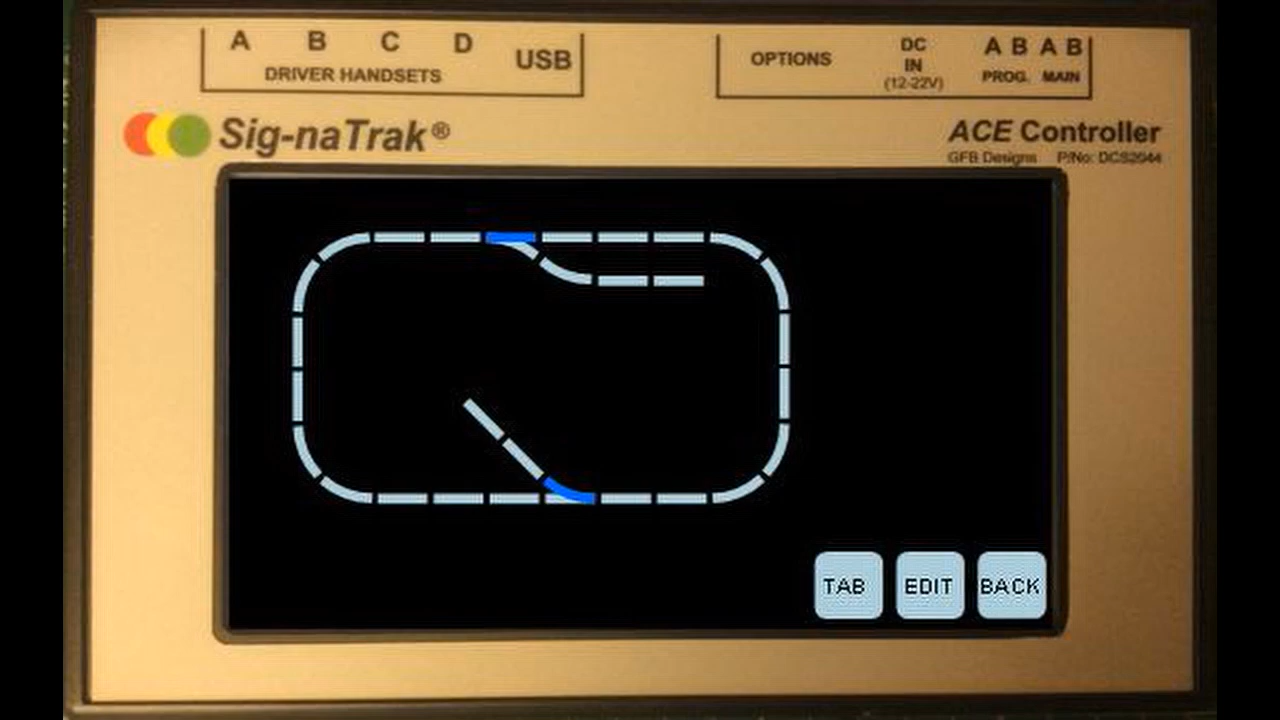 A B C D USB
DRIVER HANDSETS
OPTIONS DC IN (12-22V) A B A B
PROG. MAIN
Sig-naTrak®
ACE Controller
GFB Designs P/No: DCS2044
TAB EDIT BACK